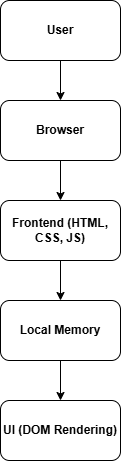 User
Browser
Frontend (HTML,
CSS, JS)
Local Memory
UI (DOM Rendering)